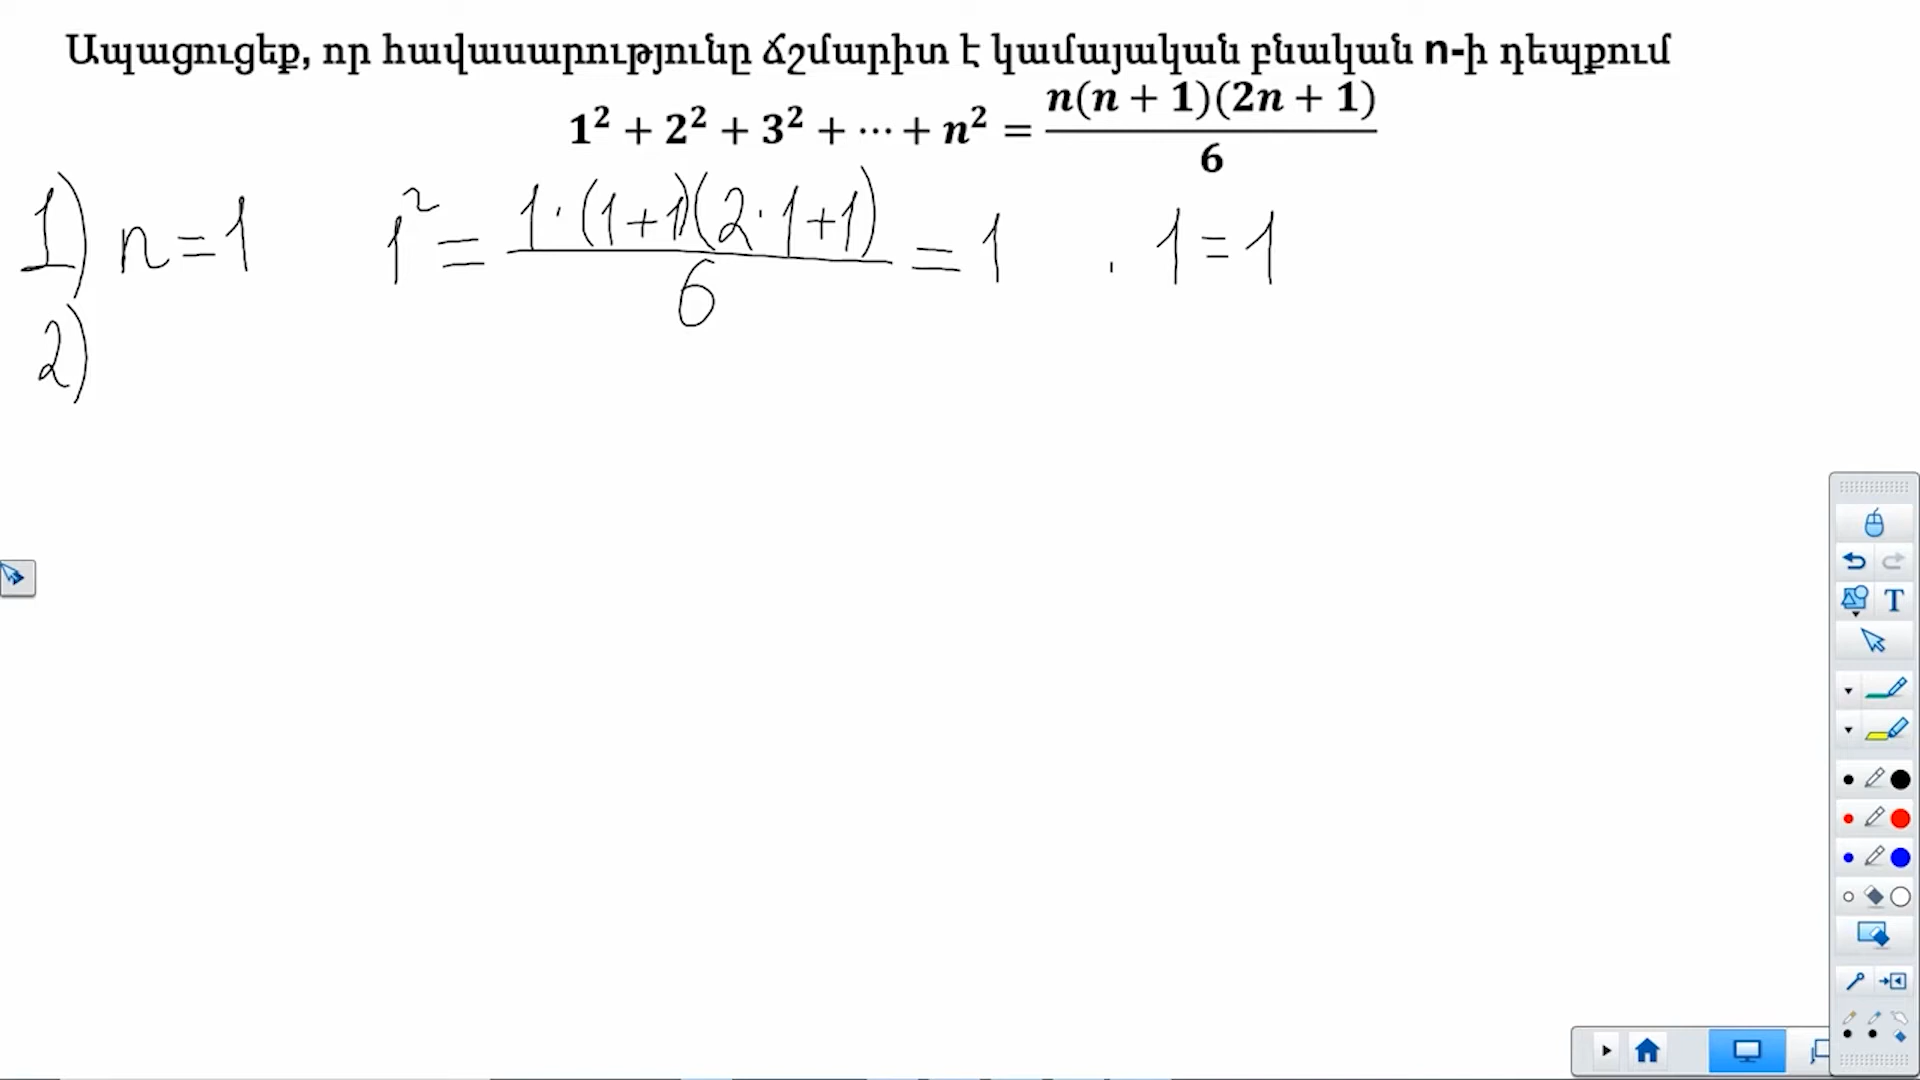 Ապացուցեք, որ հավասարությունը ճշմարիտ է կամայական բնական n-ի դեպքում
1² + 2² + 3² + ⋯ + n² = n(n + 1)(2n + 1) / 6
1) n = 1 1² = 1·(1+1)(2·1+1) / 6 = 1 . 1 = 1
2)
T